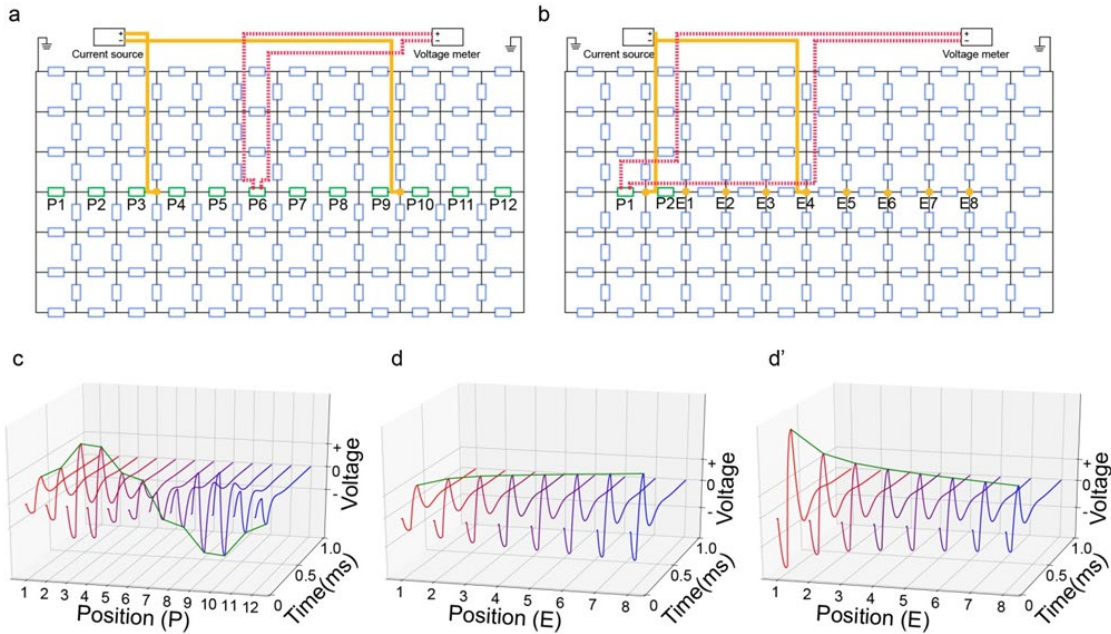 a
+
-
Current source
+
-
Voltage meter
P1 P2 P3 P4 P5 P6 P7 P8 P9 P10 P11 P12
b
+
-
Current source
+
-
Voltage meter
P1 P2 E1 E2 E3 E4 E5 E6 E7 E8
c
+
0
-
Voltage
1.0
0.5
0
Time(ms)
1 2 3 4 5 6 7 8 9 10 11 12
Position (P)
d
+
0
-
Voltage
1.0
0.5
0
Time(ms)
1 2 3 4 5 6 7 8
Position (E)
d'
+
0
-
Voltage
1.0
0.5
0
Time(ms)
1 2 3 4 5 6 7 8
Position (E)